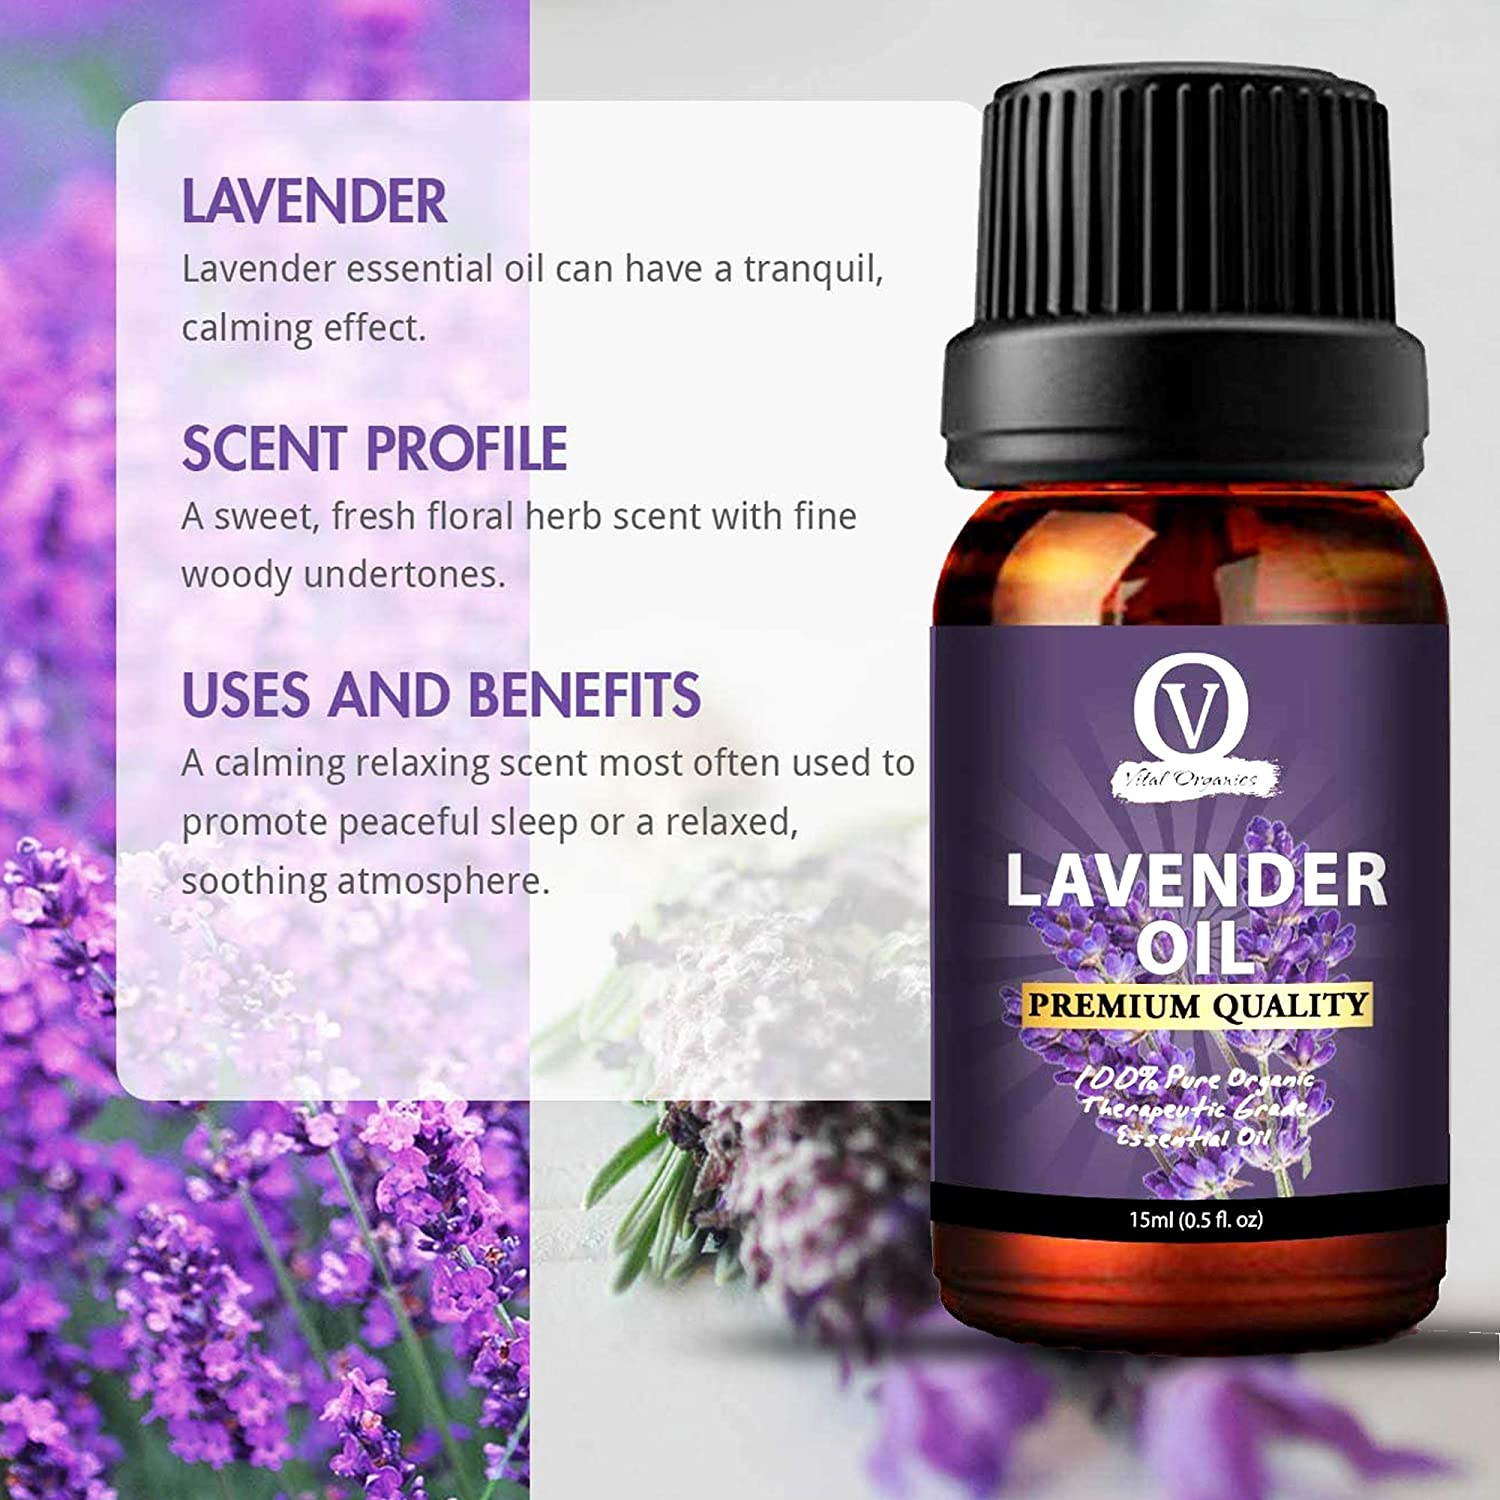 LAVENDER
Lavender essential oil can have a tranquil,
calming effect.
SCENT PROFILE
A sweet, fresh floral herb scent with fine
woody undertones.
USES AND BENEFITS
A calming relaxing scent most often used to
promote peaceful sleep or a relaxed,
soothing atmosphere.
OV
Vital Organics
LAVENDER
OIL
PREMIUM QUALITY
100% Pure Organic
Therapeutic Grade
Essential Oil
15ml (0.5 fl. oz)